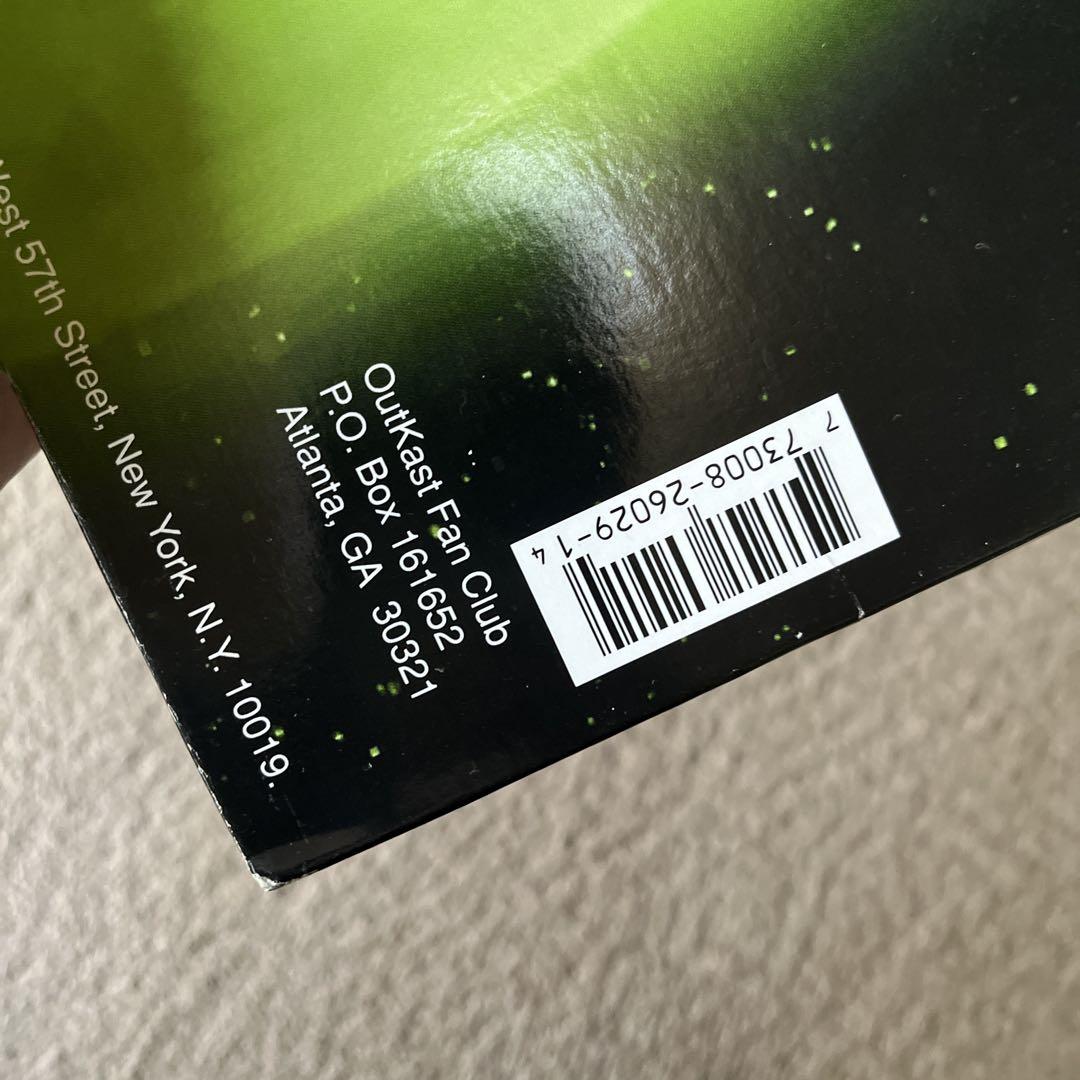 West 57th Street, New York, N.Y. 10019.
OutKast Fan Club
P.O. Box 161652
Atlanta, GA 30321
7 73008-26029-1 4